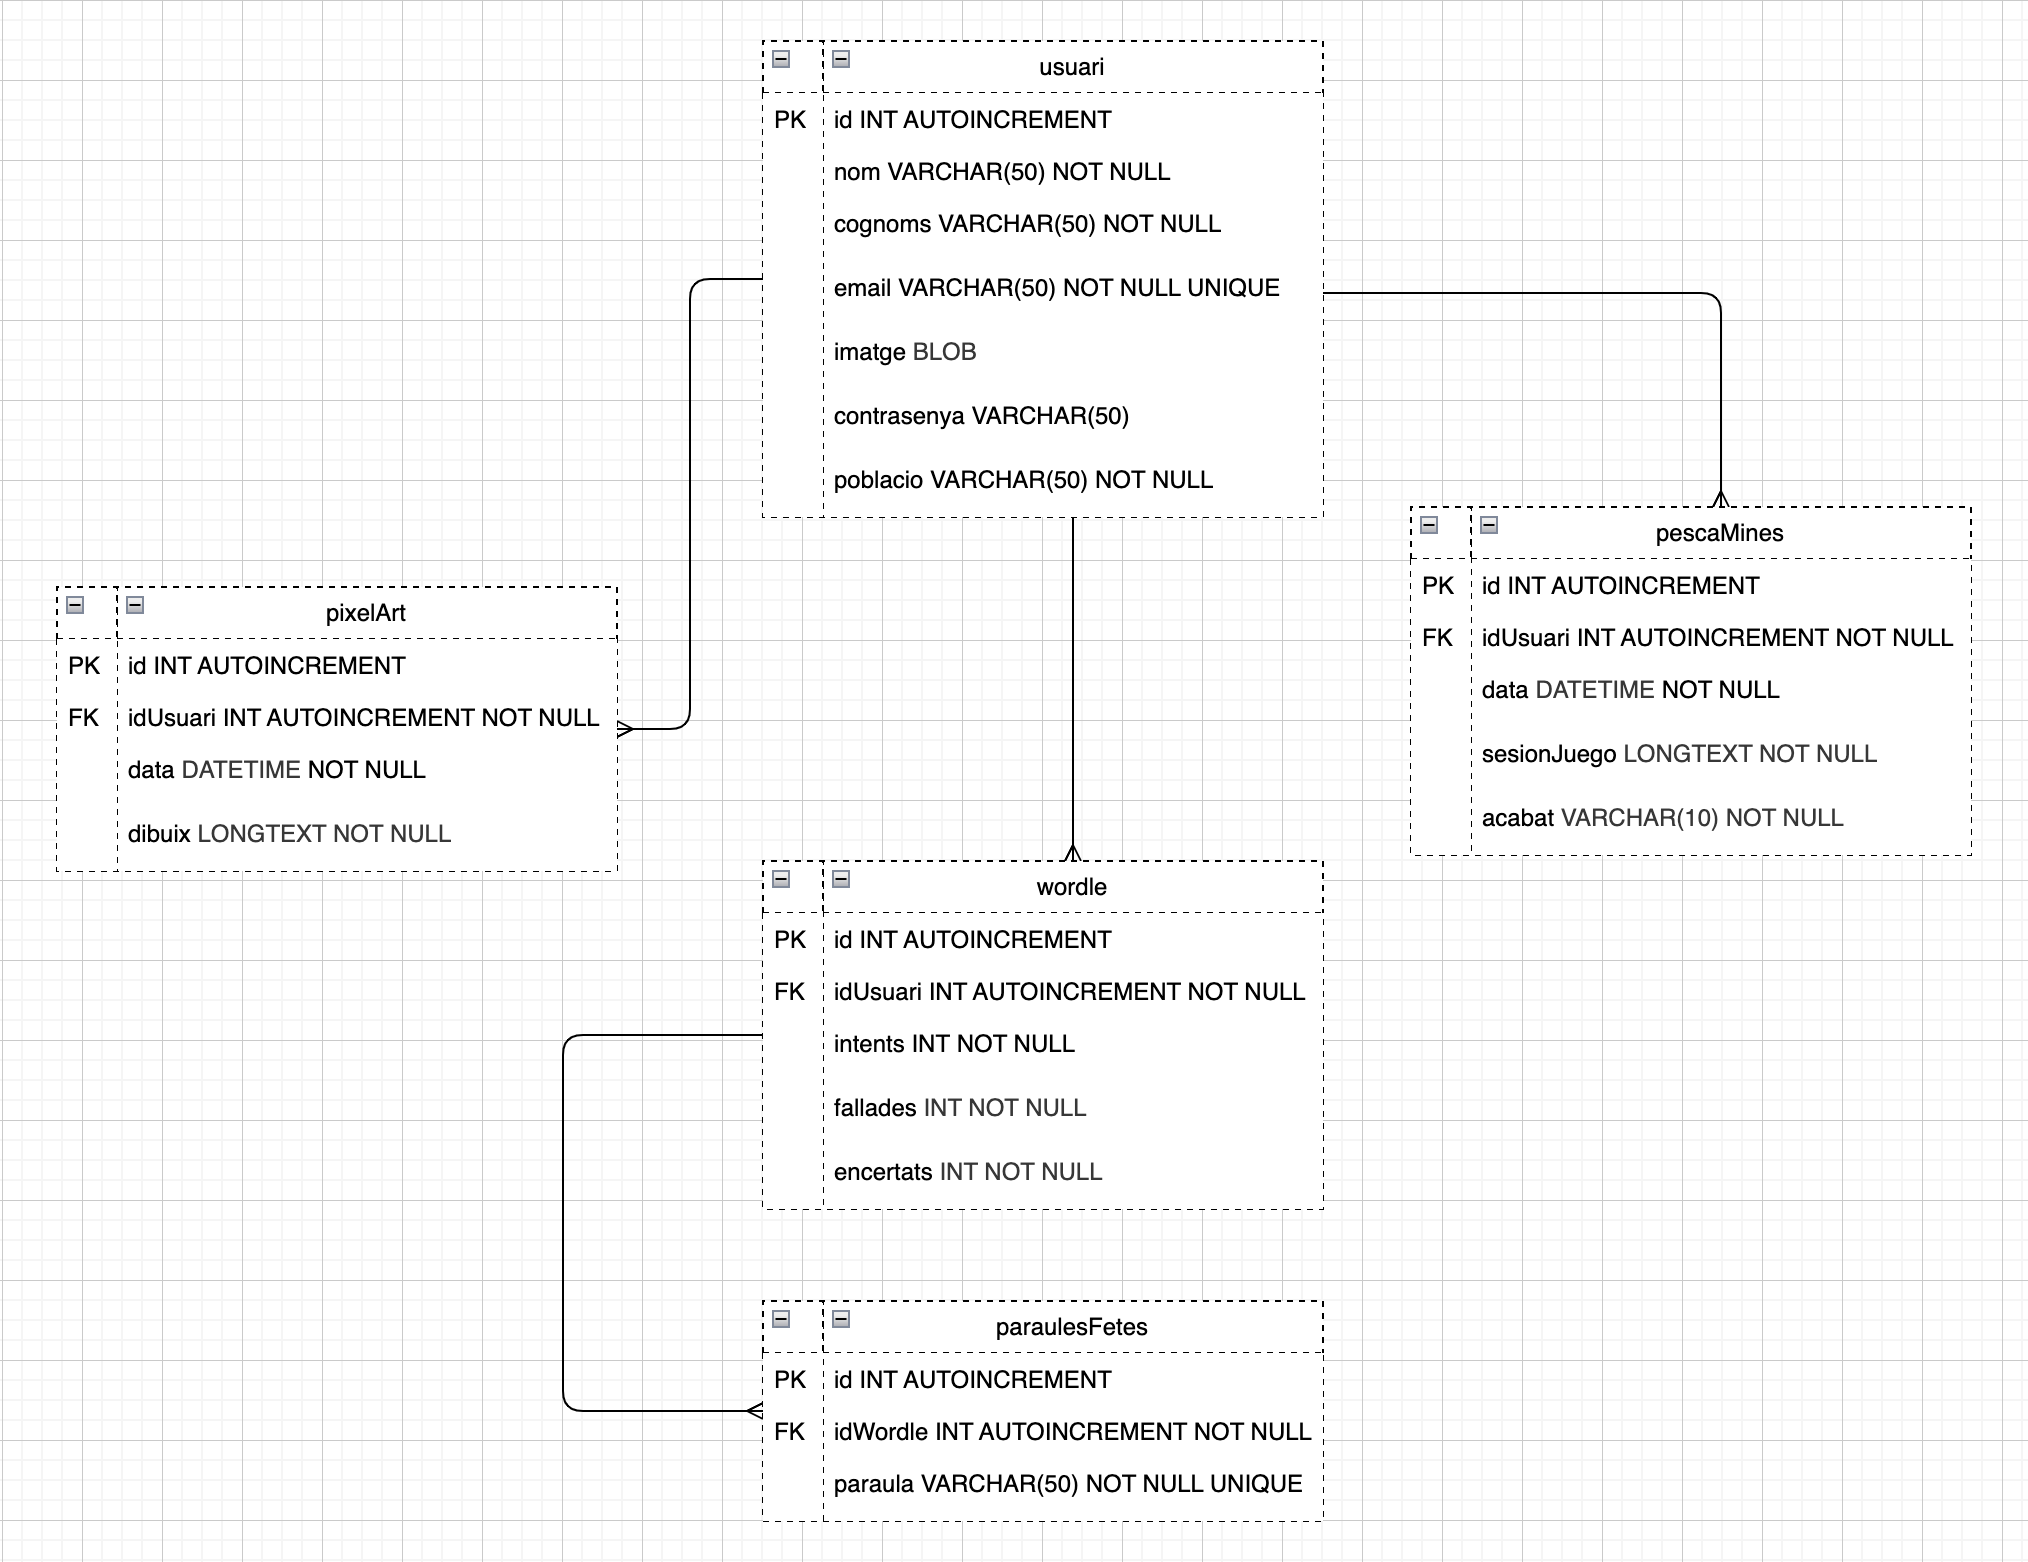 usuari
PK id INT AUTOINCREMENT
nom VARCHAR(50) NOT NULL
cognoms VARCHAR(50) NOT NULL
email VARCHAR(50) NOT NULL UNIQUE
imatge BLOB
contrasenya VARCHAR(50)
poblacio VARCHAR(50) NOT NULL
pescaMines
PK id INT AUTOINCREMENT
FK idUsuari INT AUTOINCREMENT NOT NULL
data DATETIME NOT NULL
sesionJuego LONGTEXT NOT NULL
acabat VARCHAR(10) NOT NULL
pixelArt
PK id INT AUTOINCREMENT
FK idUsuari INT AUTOINCREMENT NOT NULL
data DATETIME NOT NULL
dibuix LONGTEXT NOT NULL
wordle
PK id INT AUTOINCREMENT
FK idUsuari INT AUTOINCREMENT NOT NULL
intents INT NOT NULL
fallades INT NOT NULL
encertats INT NOT NULL
paraulesFetes
PK id INT AUTOINCREMENT
FK idWordle INT AUTOINCREMENT NOT NULL
paraula VARCHAR(50) NOT NULL UNIQUE